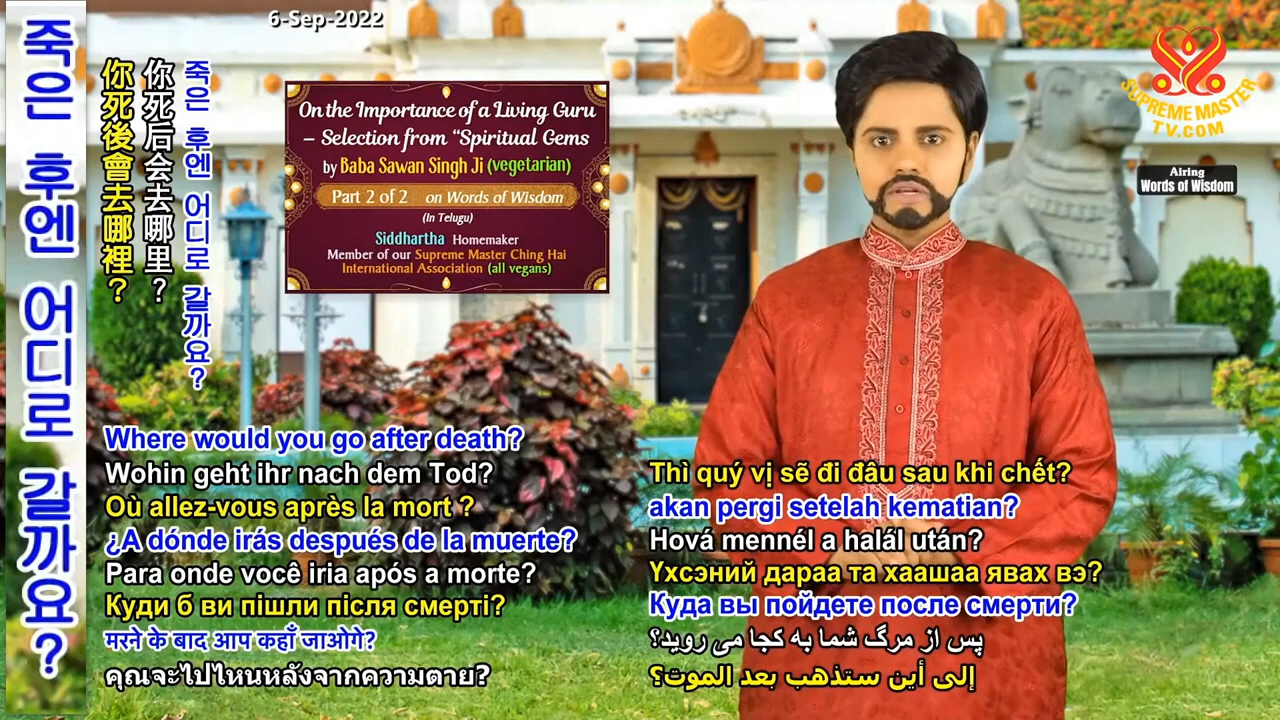 6-Sep-2022
죽은 후엔 어디로 갈까요?
你死後會去哪裡？
你死后会去哪里？
죽은 후엔 어디로 갈까요?
On the Importance of a Living Guru
– Selection from “Spiritual Gems
by Baba Sawan Singh Ji (vegetarian)
Part 2 of 2 on Words of Wisdom
(In Telugu)
Siddhartha Homemaker
Member of our Supreme Master Ching Hai
International Association (all vegans)
SUPREME MASTER
TV.COM
Airing
Words of Wisdom
Where would you go after death?
Wohin geht ihr nach dem Tod?
Où allez-vous après la mort ?
¿A dónde irás después de la muerte?
Para onde você iria após a morte?
Куди б ви пішли після смерті?
मरने के बाद आप कहाँ जाओगे?
คุณจะไปไหนหลังจากความตาย?
Thì quý vị sẽ đi đâu sau khi chết?
akan pergi setelah kematian?
Hová mennél a halál után?
Үхсэний дараа та хаашаа явах вэ?
Куда вы пойдете после смерти?
پس از مرگ شما به کجا می روید؟
إلى أين ستذهب بعد الموت؟